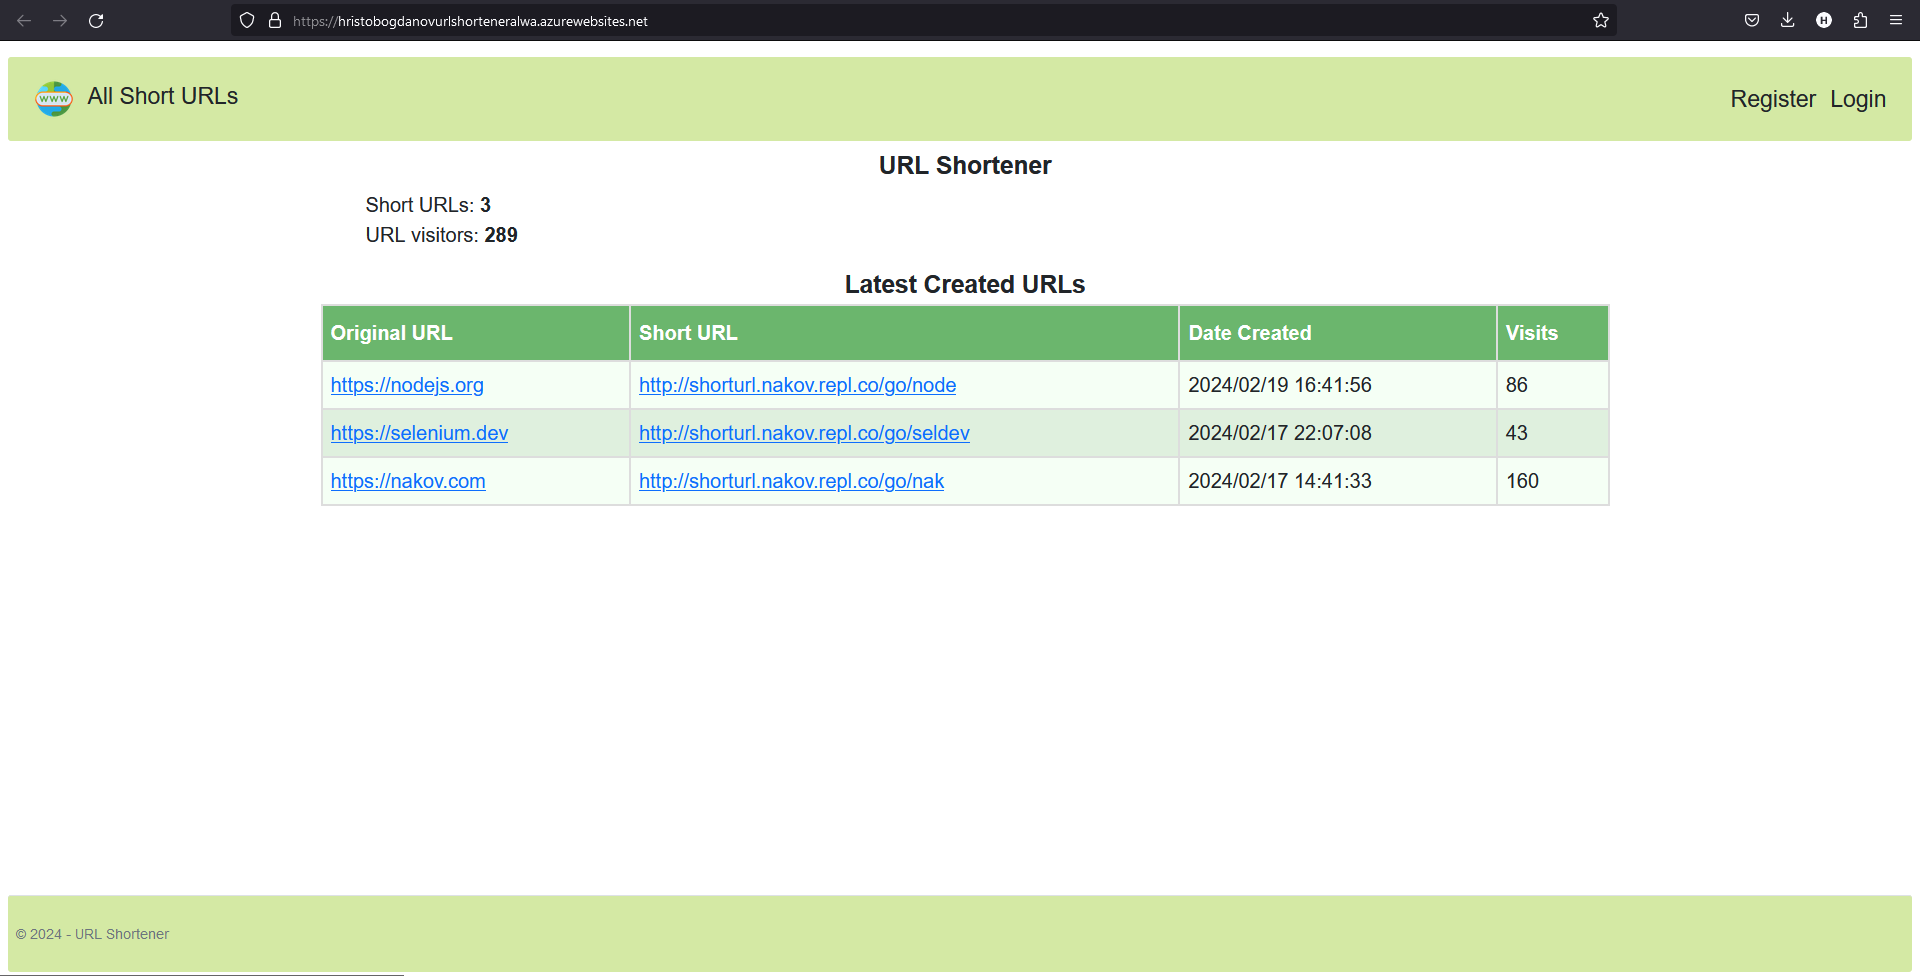 https://hristobogdanovurlshorteneralwa.azurewebsites.net
H
WWW All Short URLs Register Login
URL Shortener
Short URLs: 3
URL visitors: 289
Latest Created URLs
Original URL Short URL Date Created Visits
https://nodejs.org http://shorturl.nakov.repl.co/go/node 2024/02/19 16:41:56 86
https://selenium.dev http://shorturl.nakov.repl.co/go/seldev 2024/02/17 22:07:08 43
https://nakov.com http://shorturl.nakov.repl.co/go/nak 2024/02/17 14:41:33 160
© 2024 - URL Shortener